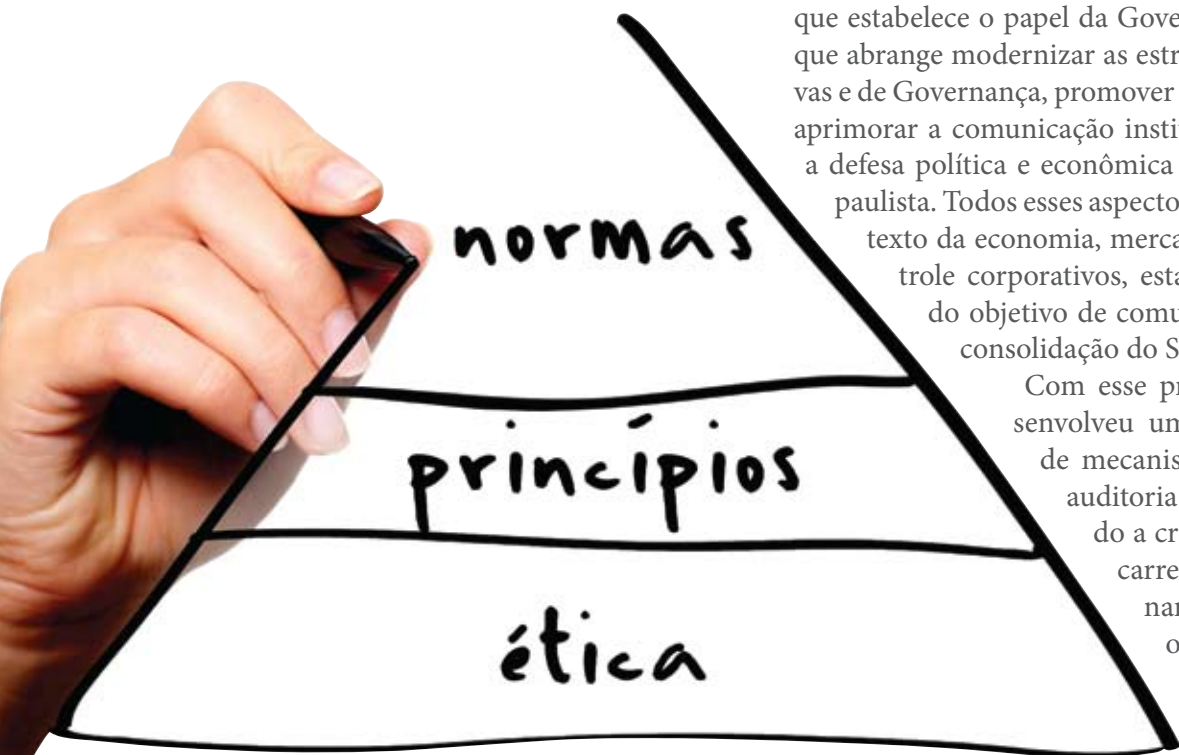 que estabelece o papel da Gove
que abrange modernizar as estr
vas e de Governança, promover
aprimorar a comunicação insti
a defesa política e econômica
paulista. Todos esses aspecto
texto da economia, merca
trole corporativos, esta
do objetivo de comu
consolidação do S
Com esse pr
senvolveu um
de mecanis
auditoria
do a cr
carre
nar
o
normas
princípios
ética